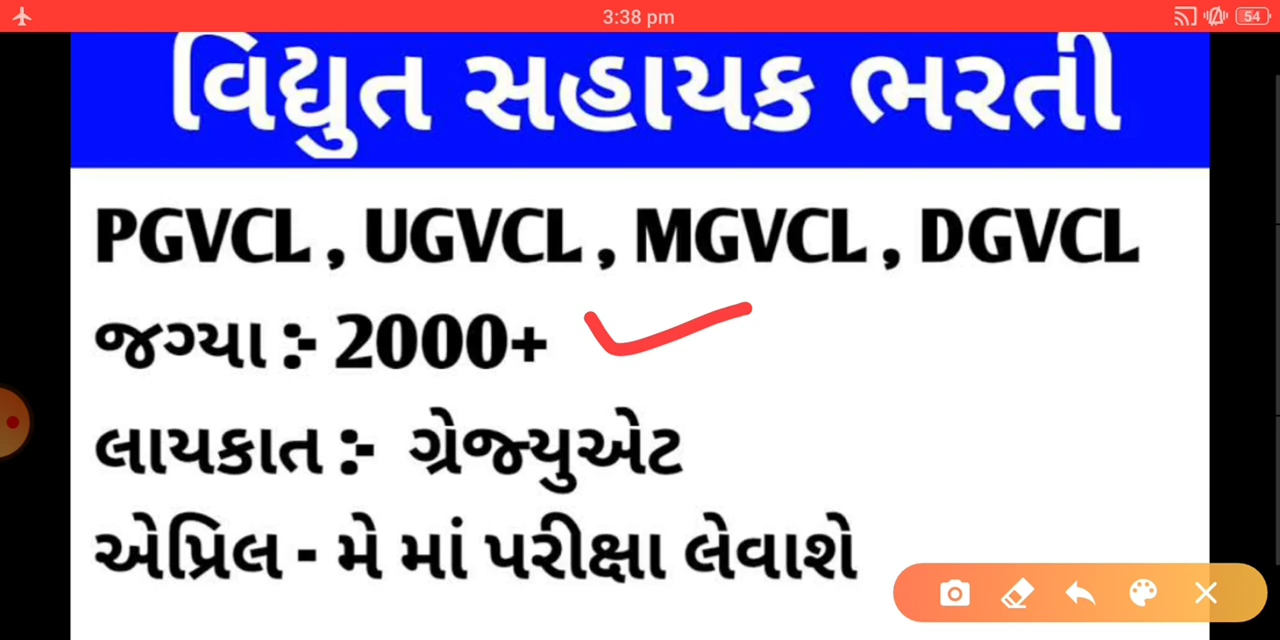 3:38 pm
54
વિદ્યુત સહાયક ભરતી
PGVCL , UGVCL , MGVCL , DGVCL
જગ્યા :- 2000+
લાયકાત :- ગ્રેજ્યુએટ
એપ્રિલ - મે માં પરીક્ષા લેવાશે